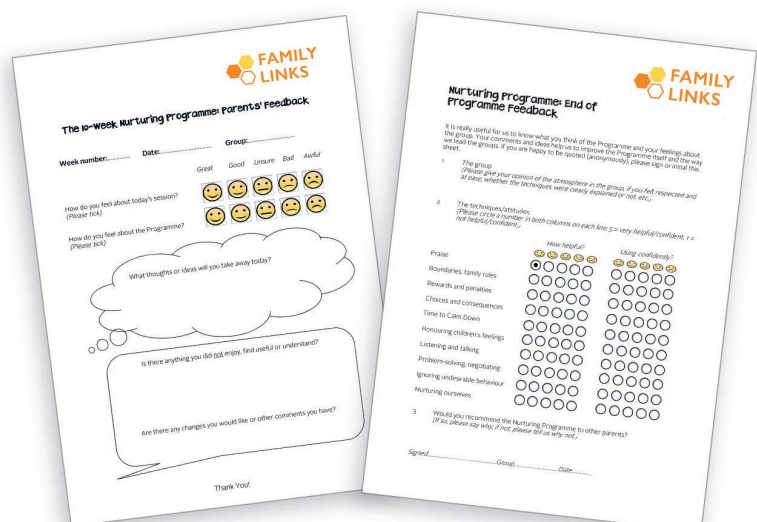 FAMILY
LINKS
The 10-Week Nurturing Programme: Parents' Feedback
Week number:.......... Date:...................... Group:....................
Great Good Unsure Bad Awful
How do you feel about today's session?
(Please tick)
How do you feel about the Programme?
(Please tick)
What thoughts or ideas will you take away today?
Is there anything you did not enjoy, find useful or understand?
Are there any changes you would like or other comments you have?
Thank You!
FAMILY
LINKS
Nurturing Programme: End of
Programme Feedback
It is really useful for us to know what you think of the Programme and your feelings about
the group. Your comments and ideas help us to improve the Programme itself and the way
we lead the groups. If you are happy to be quoted (anonymously), please sign or initial this
sheet.
1 The group
(Please give your opinion of the atmosphere in the group, if you felt respected and
at ease, whether the techniques were clearly explained or not, etc.)
2 The techniques/attitudes
(Please circle a number in both columns on each line; 5 = very helpful/confident, 1 =
not helpful/confident.)
How helpful? Using confidently?
Praise
Boundaries, family rules
Rewards and penalties
Choices and consequences
Time to Calm Down
Honouring children's feelings
Listening and talking
Problem-solving, negotiating
Ignoring undesirable behaviour
Nurturing ourselves
3 Would you recommend the Nurturing Programme to other parents?
(If so, please say why; if not, please tell us why not.)
Signed..............................Group....................Date..........